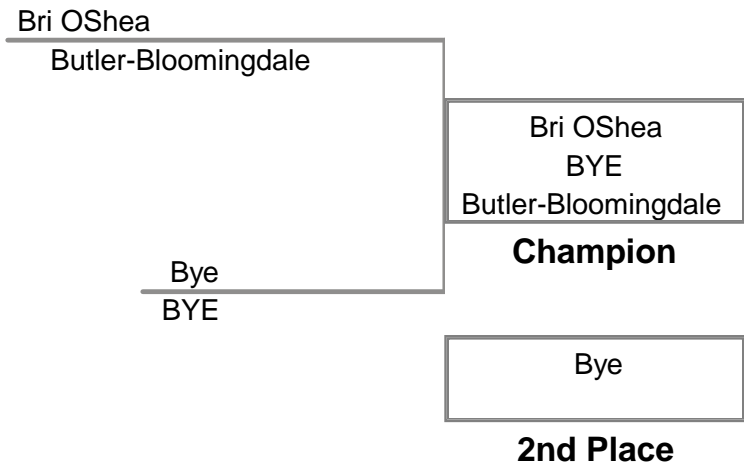 Bri OShea
Butler-Bloomingdale
Bri OShea
BYE
Butler-Bloomingdale
Champion
Bye
BYE
Bye
2nd Place